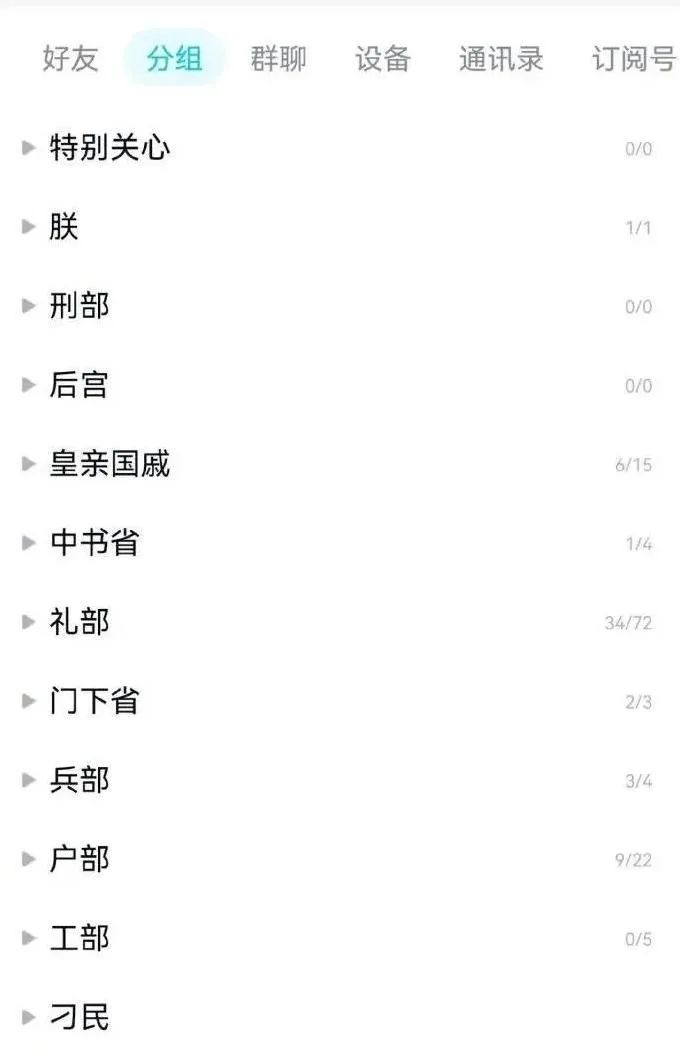 好友 分组 群聊 设备 通讯录 订阅号
特别关心 0/0
朕 1/1
刑部 0/0
后宫 0/0
皇亲国戚 6/15
中书省 1/4
礼部 34/72
门下省 2/3
兵部 3/4
户部 9/22
工部 0/5
刁民